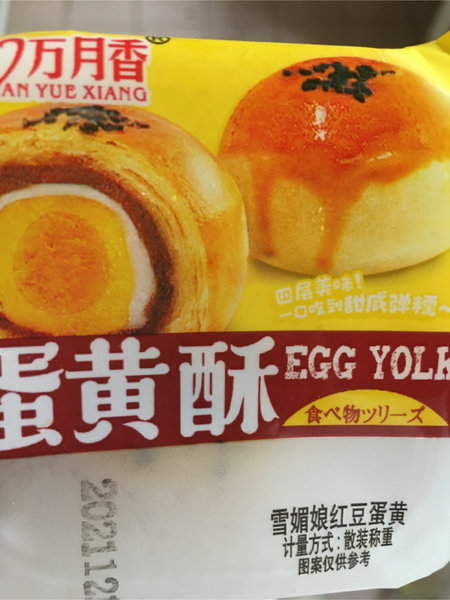 万月香®
AN YUE XIANG
四层美味!
一口吃到甜咸弹糯~
蛋黄酥
EGG YOLK
食べ物ツリーズ
雪媚娘红豆蛋黄
计量方式:散装称重
图案仅供参考
202112